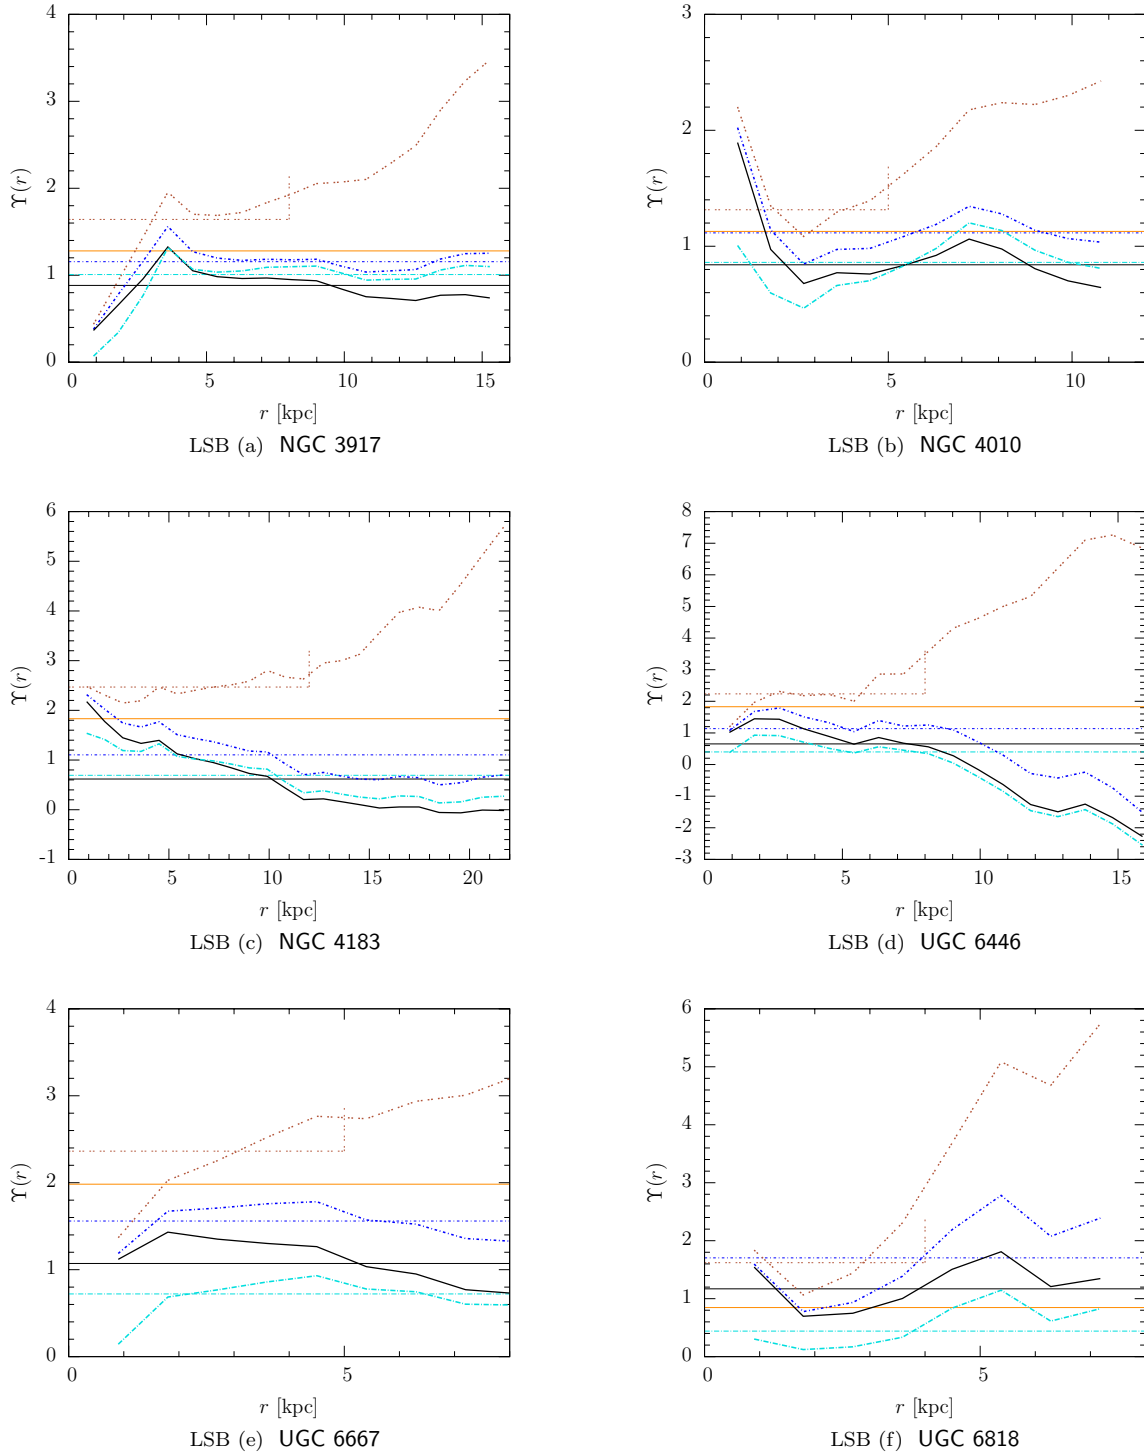 4
3
2
1
0
Υ(r)
0 5 10 15
r [kpc]
LSB (a) NGC 3917
3
2
1
0
Υ(r)
0 5 10
r [kpc]
LSB (b) NGC 4010
6
5
4
3
2
1
0
-1
Υ(r)
0 5 10 15 20
r [kpc]
LSB (c) NGC 4183
8
7
6
5
4
3
2
1
0
-1
-2
-3
Υ(r)
0 5 10 15
r [kpc]
LSB (d) UGC 6446
4
3
2
1
0
Υ(r)
0 5
r [kpc]
LSB (e) UGC 6667
6
5
4
3
2
1
0
Υ(r)
0 5
r [kpc]
LSB (f) UGC 6818